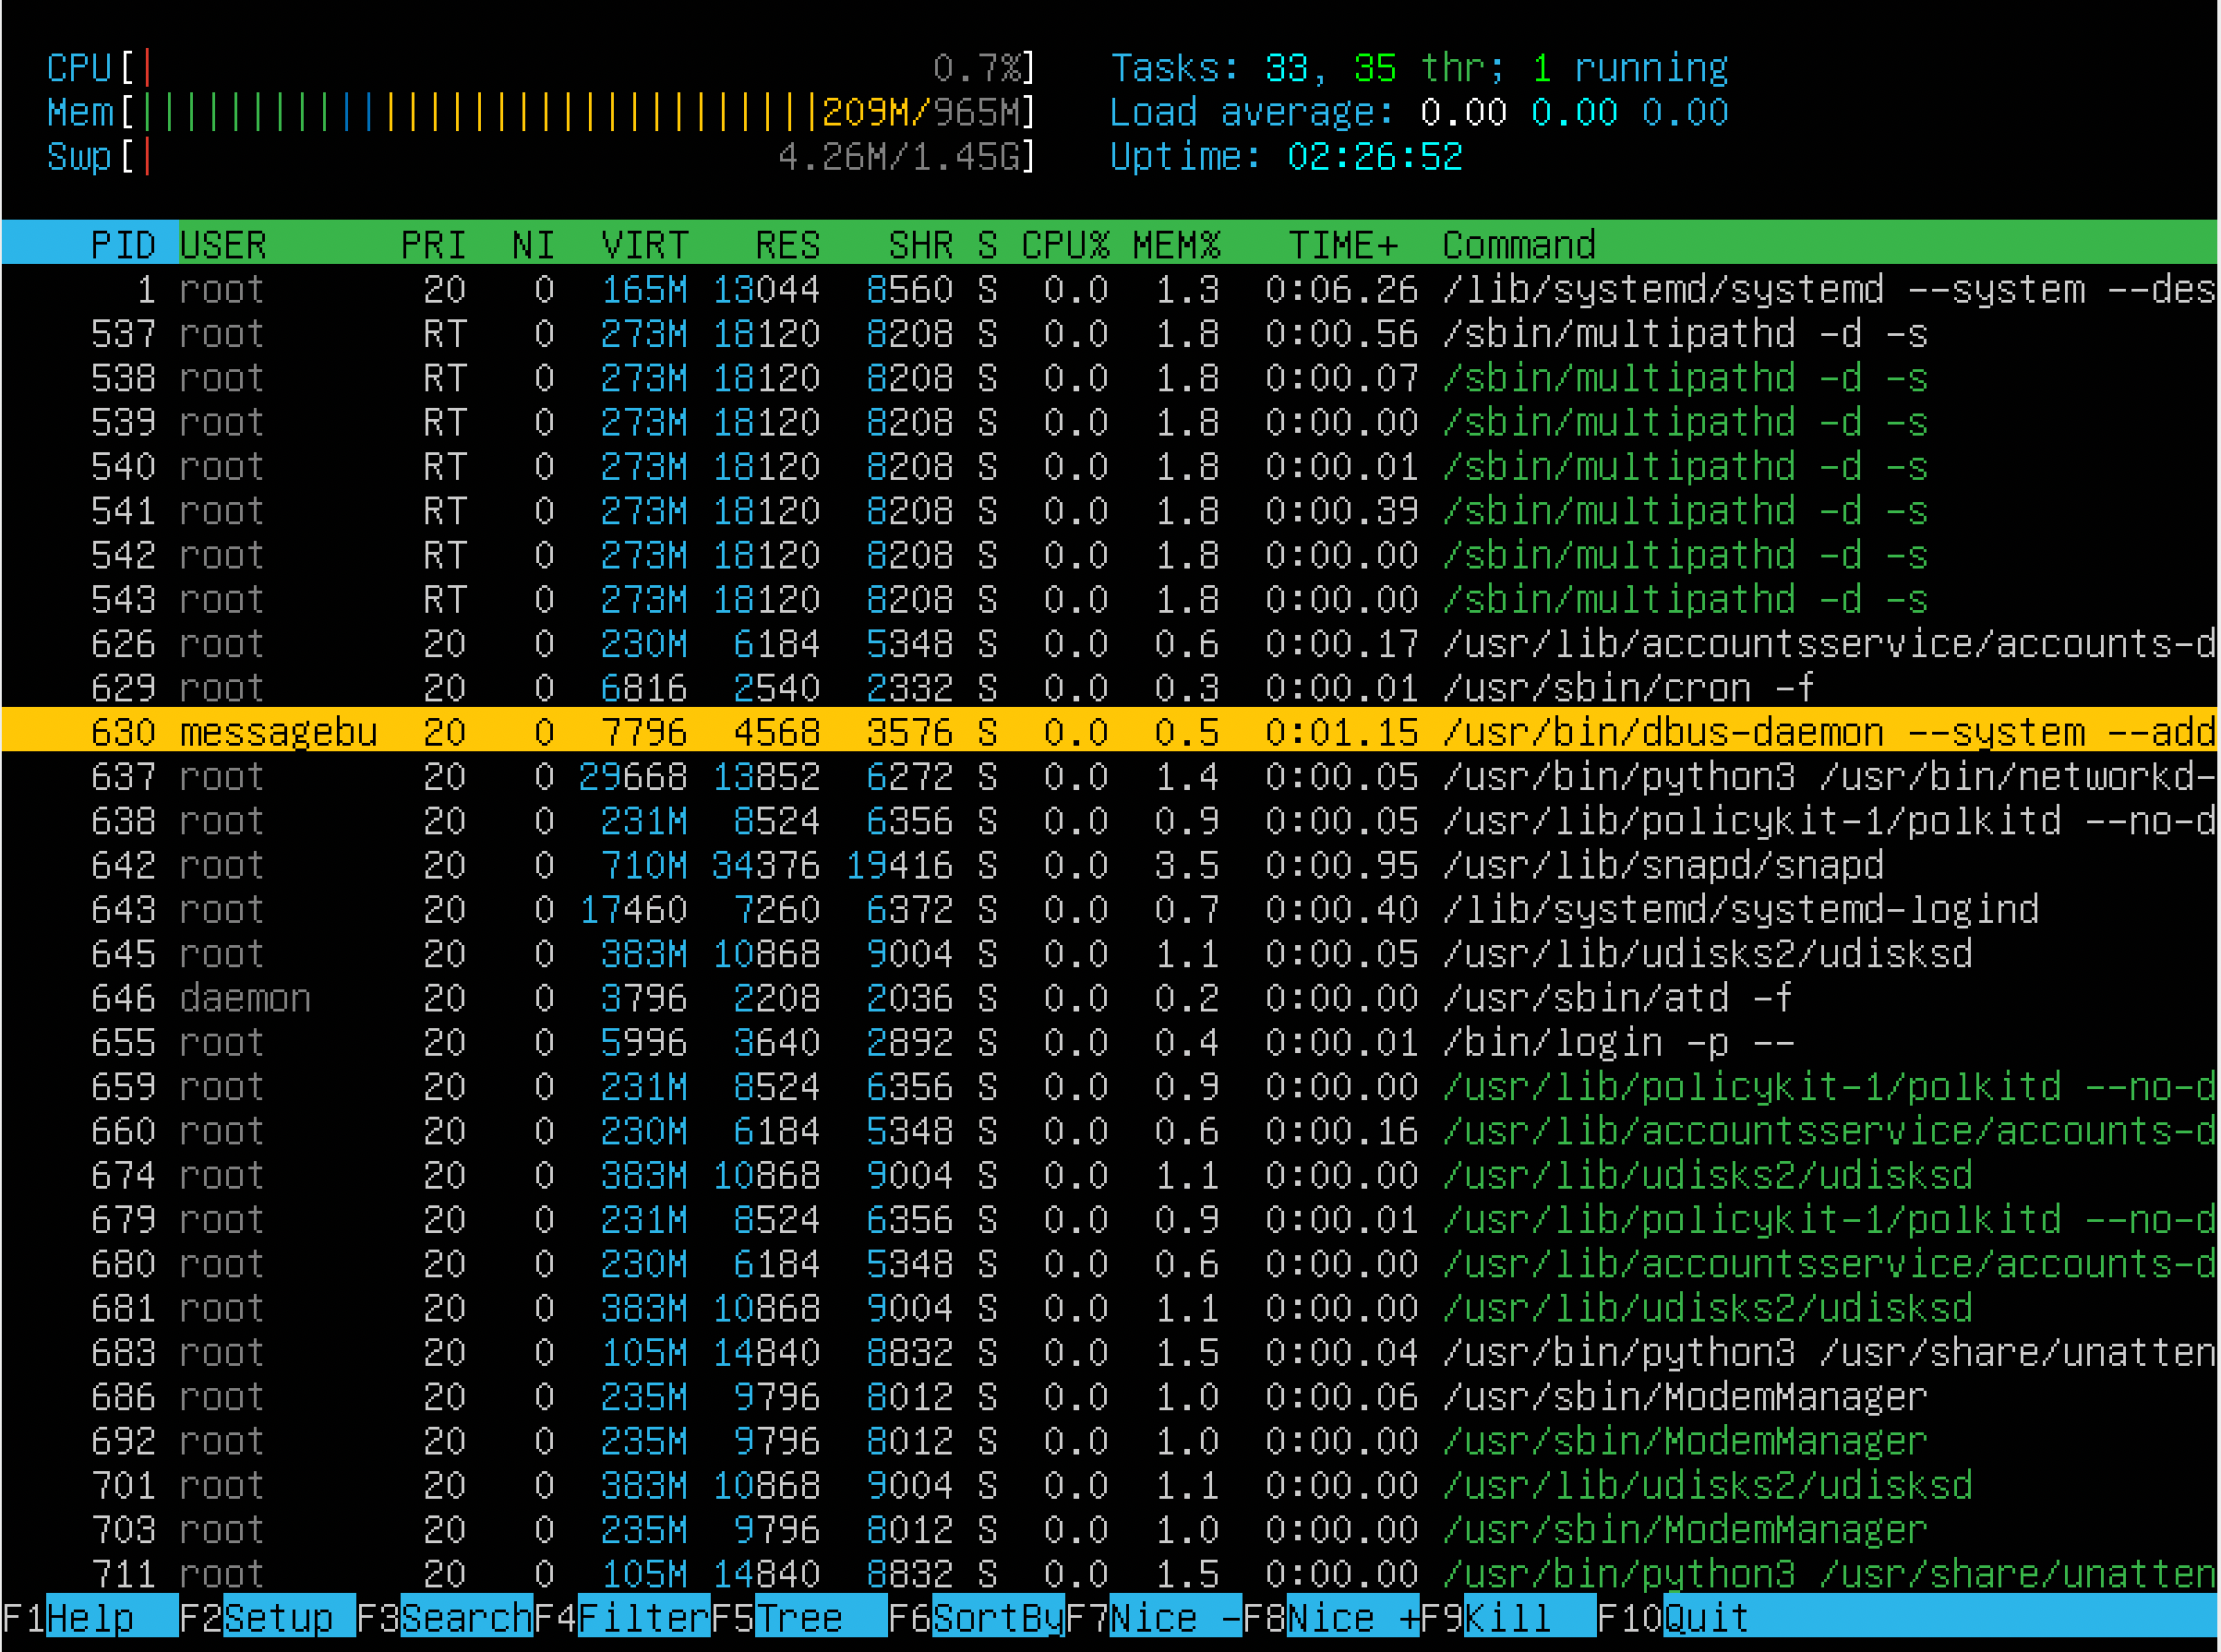 CPU[| 0.7%] Tasks: 33, 35 thr; 1 running
Mem[|||||||||||||||||||||||||||||||209M/965M] Load average: 0.00 0.00 0.00
Swp[| 4.26M/1.45G] Uptime: 02:26:52
PID USER PRI NI VIRT RES SHR S CPU% MEM% TIME+ Command
1 root 20 0 165M 13044 8560 S 0.0 1.3 0:06.26 /lib/systemd/systemd --system --des
537 root RT 0 273M 18120 8208 S 0.0 1.8 0:00.56 /sbin/multipathd -d -s
538 root RT 0 273M 18120 8208 S 0.0 1.8 0:00.07 /sbin/multipathd -d -s
539 root RT 0 273M 18120 8208 S 0.0 1.8 0:00.00 /sbin/multipathd -d -s
540 root RT 0 273M 18120 8208 S 0.0 1.8 0:00.01 /sbin/multipathd -d -s
541 root RT 0 273M 18120 8208 S 0.0 1.8 0:00.39 /sbin/multipathd -d -s
542 root RT 0 273M 18120 8208 S 0.0 1.8 0:00.00 /sbin/multipathd -d -s
543 root RT 0 273M 18120 8208 S 0.0 1.8 0:00.00 /sbin/multipathd -d -s
626 root 20 0 230M 6184 5348 S 0.0 0.6 0:00.17 /usr/lib/accountsservice/accounts-d
629 root 20 0 6816 2540 2332 S 0.0 0.3 0:00.01 /usr/sbin/cron -f
630 messagebu 20 0 7796 4568 3576 S 0.0 0.5 0:01.15 /usr/bin/dbus-daemon --system --add
637 root 20 0 29668 13852 6272 S 0.0 1.4 0:00.05 /usr/bin/python3 /usr/bin/networkd-
638 root 20 0 231M 8524 6356 S 0.0 0.9 0:00.05 /usr/lib/policykit-1/polkitd --no-d
642 root 20 0 710M 34376 19416 S 0.0 3.5 0:00.95 /usr/lib/snapd/snapd
643 root 20 0 17460 7260 6372 S 0.0 0.7 0:00.40 /lib/systemd/systemd-logind
645 root 20 0 383M 10868 9004 S 0.0 1.1 0:00.05 /usr/lib/udisks2/udisksd
646 daemon 20 0 3796 2208 2036 S 0.0 0.2 0:00.00 /usr/sbin/atd -f
655 root 20 0 5996 3640 2892 S 0.0 0.4 0:00.01 /bin/login -p --
659 root 20 0 231M 8524 6356 S 0.0 0.9 0:00.00 /usr/lib/policykit-1/polkitd --no-d
660 root 20 0 230M 6184 5348 S 0.0 0.6 0:00.16 /usr/lib/accountsservice/accounts-d
674 root 20 0 383M 10868 9004 S 0.0 1.1 0:00.00 /usr/lib/udisks2/udisksd
679 root 20 0 231M 8524 6356 S 0.0 0.9 0:00.01 /usr/lib/policykit-1/polkitd --no-d
680 root 20 0 230M 6184 5348 S 0.0 0.6 0:00.00 /usr/lib/accountsservice/accounts-d
681 root 20 0 383M 10868 9004 S 0.0 1.1 0:00.00 /usr/lib/udisks2/udisksd
683 root 20 0 105M 14840 8832 S 0.0 1.5 0:00.04 /usr/bin/python3 /usr/share/unatten
686 root 20 0 235M 9796 8012 S 0.0 1.0 0:00.06 /usr/sbin/ModemManager
692 root 20 0 235M 9796 8012 S 0.0 1.0 0:00.00 /usr/sbin/ModemManager
701 root 20 0 383M 10868 9004 S 0.0 1.1 0:00.00 /usr/lib/udisks2/udisksd
703 root 20 0 235M 9796 8012 S 0.0 1.0 0:00.00 /usr/sbin/ModemManager
711 root 20 0 105M 14840 8832 S 0.0 1.5 0:00.00 /usr/bin/python3 /usr/share/unatten
F1Help F2Setup F3SearchF4FilterF5Tree F6SortByF7Nice -F8Nice +F9Kill F10Quit